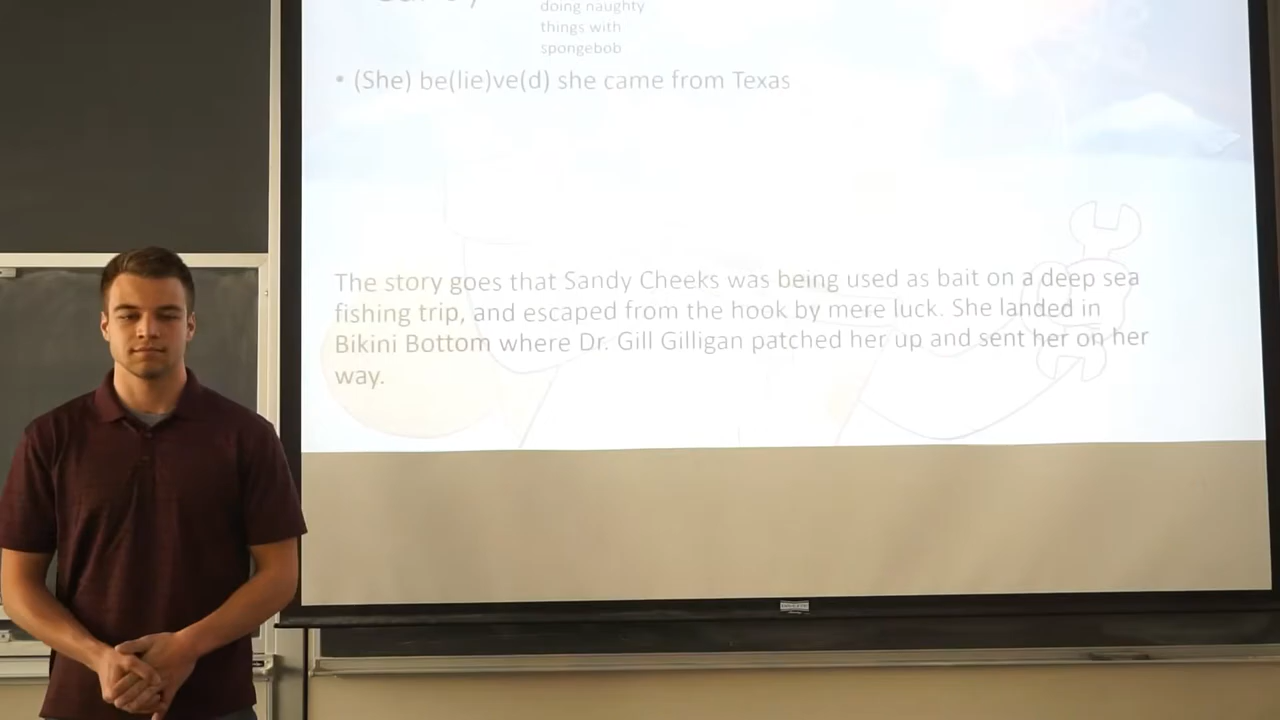 doing naughty
things with
spongebob
• (She) be(lie)ve(d) she came from Texas
The story goes that Sandy Cheeks was being used as bait on a deep sea
fishing trip, and escaped from the hook by mere luck. She landed in
Bikini Bottom where Dr. Gill Gilligan patched her up and sent her on her
way.